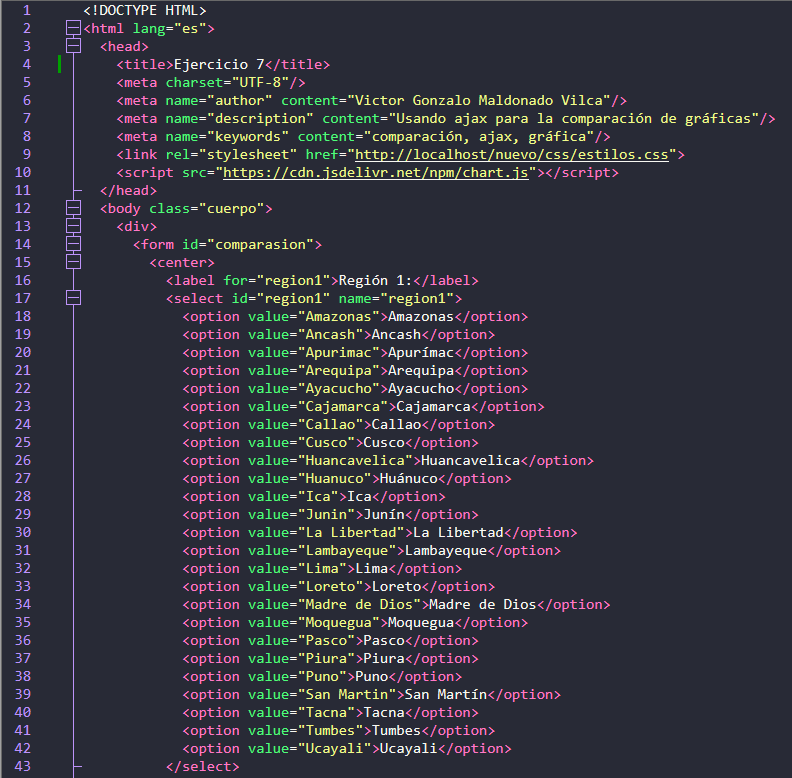 1 <!DOCTYPE HTML>
2 <html lang="es">
3 <head>
4 <title>Ejercicio 7</title>
5 <meta charset="UTF-8"/>
6 <meta name="author" content="Victor Gonzalo Maldonado Vilca"/>
7 <meta name="description" content="Usando ajax para la comparación de gráficas"/>
8 <meta name="keywords" content="comparación, ajax, gráfica"/>
9 <link rel="stylesheet" href="http://localhost/nuevo/css/estilos.css">
10 <script src="https://cdn.jsdelivr.net/npm/chart.js"></script>
11 </head>
12 <body class="cuerpo">
13 <div>
14 <form id="comparasion">
15 <center>
16 <label for="region1">Región 1:</label>
17 <select id="region1" name="region1">
18 <option value="Amazonas">Amazonas</option>
19 <option value="Ancash">Ancash</option>
20 <option value="Apurimac">Apurímac</option>
21 <option value="Arequipa">Arequipa</option>
22 <option value="Ayacucho">Ayacucho</option>
23 <option value="Cajamarca">Cajamarca</option>
24 <option value="Callao">Callao</option>
25 <option value="Cusco">Cusco</option>
26 <option value="Huancavelica">Huancavelica</option>
27 <option value="Huanuco">Huánuco</option>
28 <option value="Ica">Ica</option>
29 <option value="Junin">Junín</option>
30 <option value="La Libertad">La Libertad</option>
31 <option value="Lambayeque">Lambayeque</option>
32 <option value="Lima">Lima</option>
33 <option value="Loreto">Loreto</option>
34 <option value="Madre de Dios">Madre de Dios</option>
35 <option value="Moquegua">Moquegua</option>
36 <option value="Pasco">Pasco</option>
37 <option value="Piura">Piura</option>
38 <option value="Puno">Puno</option>
39 <option value="San Martin">San Martín</option>
40 <option value="Tacna">Tacna</option>
41 <option value="Tumbes">Tumbes</option>
42 <option value="Ucayali">Ucayali</option>
43 </select>